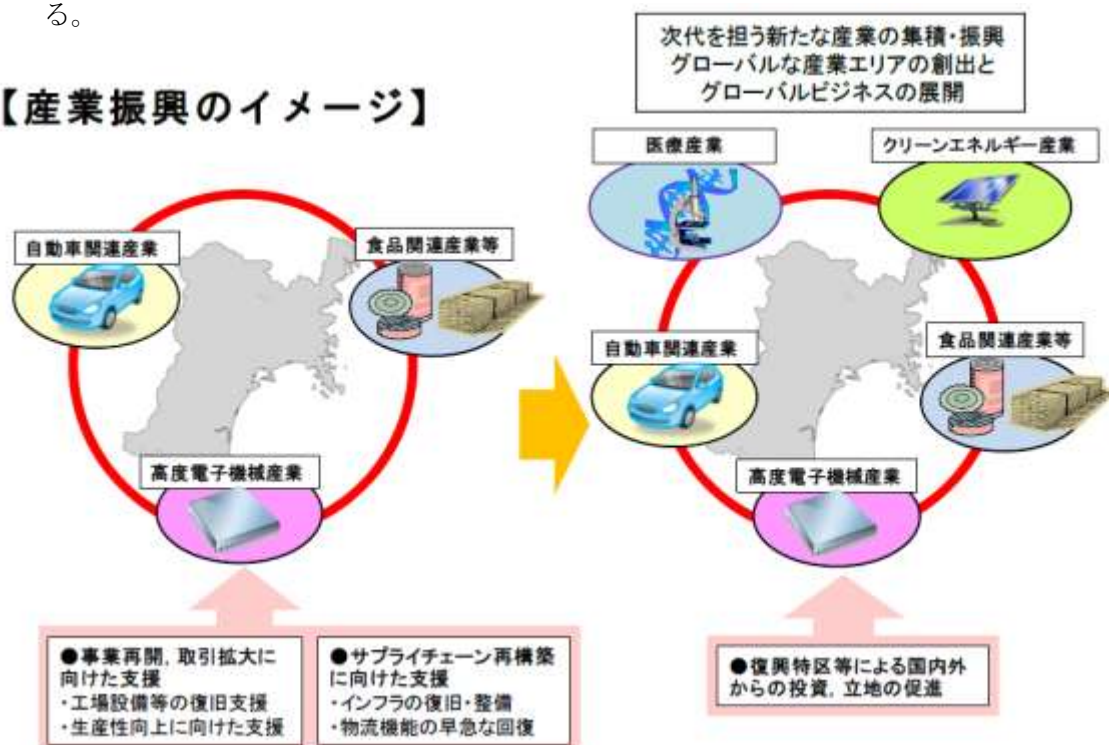 る。
【産業振興のイメージ】
自動車関連産業
食品関連産業等
高度電子機械産業
●事業再開，取引拡大に
向けた支援
・工場設備等の復旧支援
・生産性向上に向けた支援
●サプライチェーン再構築
に向けた支援
・インフラの復旧・整備
・物流機能の早急な回復
次代を担う新たな産業の集積・振興
グローバルな産業エリアの創出と
グローバルビジネスの展開
医療産業
クリーンエネルギー産業
自動車関連産業
食品関連産業等
高度電子機械産業
●復興特区等による国内外
からの投資，立地の促進